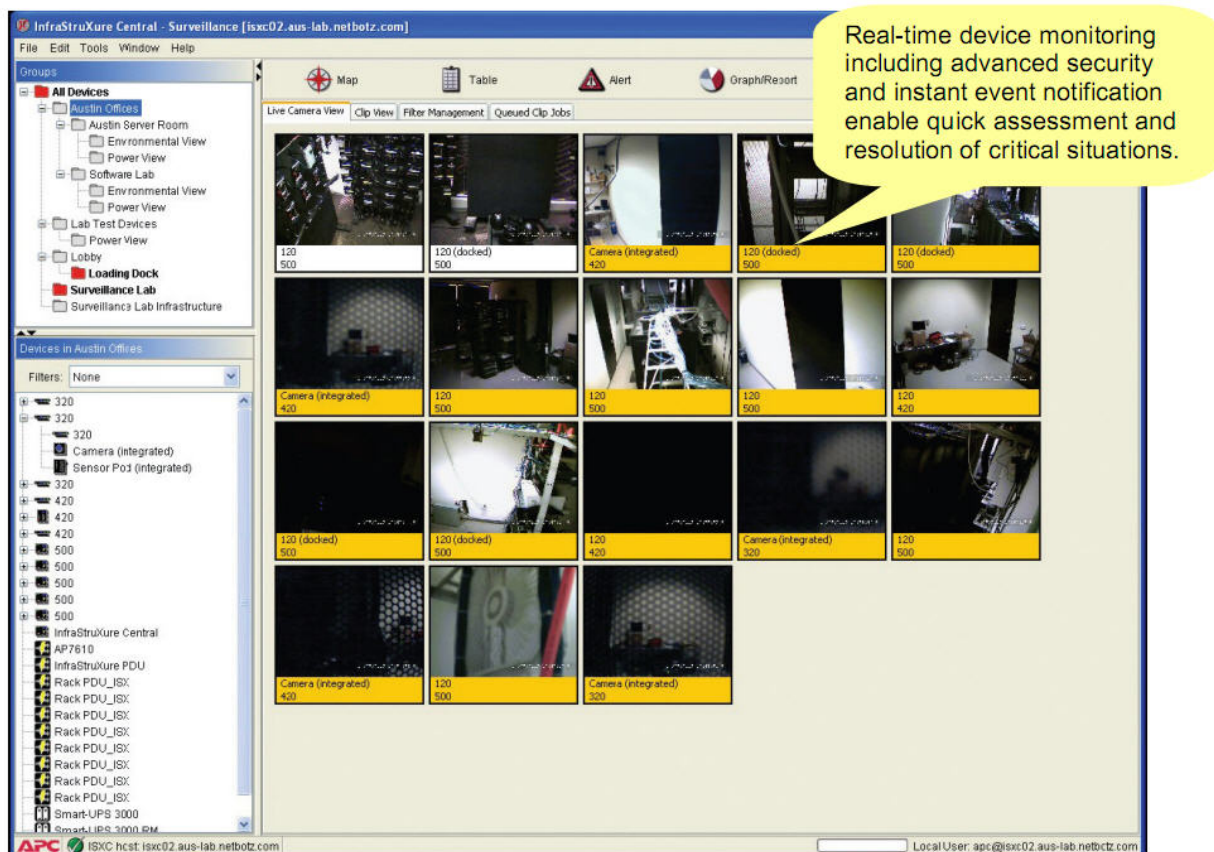 InfraStruXure Central - Surveillance [isxc02.aus-lab.netbotz.com]
File Edit Tools Window Help
Real-time device monitoring
including advanced security
and instant event notification
enable quick assessment and
resolution of critical situations.
Groups
All Devices
Austin Offices
Austin Server Room
Environmental View
Power View
Software Lab
Environmental View
Power View
Lab Test Devices
Power View
Lobby
Loading Dock
Surveillance Lab
Surveillance Lab Infrastructure
Map Table Alert Graph/Report
Live Camera View Clip View Filter Management Queued Clip Jobs
120 120 (docked) Camera (integrated) 120 (docked) 120 (docked)
500 500 420 500 500
Camera (integrated) 120 120 120 120
420 500 500 500 420
120 (docked) 120 (docked) 120 Camera (integrated) 120
500 500 420 320 500
Camera (integrated) 120 Camera (integrated)
420 500 320
Devices in Austin Offices
Filters: None
320
320
320
Camera (integrated)
Sensor Pod (integrated)
320
420
420
420
500
500
500
500
500
InfraStruXure Central
AP7610
InfraStruXure PDU
Rack PDU_ISX
Rack PDU_ISX
Rack PDU_ISX
Rack PDU_ISX
Rack PDU_ISX
Rack PDU_ISX
Rack PDU_ISX
Rack PDU_ISX
Smart-UPS 3000
Smart-UPS 3000 RM
APC ISXC host: isxc02.aus-lab.netbotz.com
Local User: apc@isxc02.aus-lab.netbotz.com